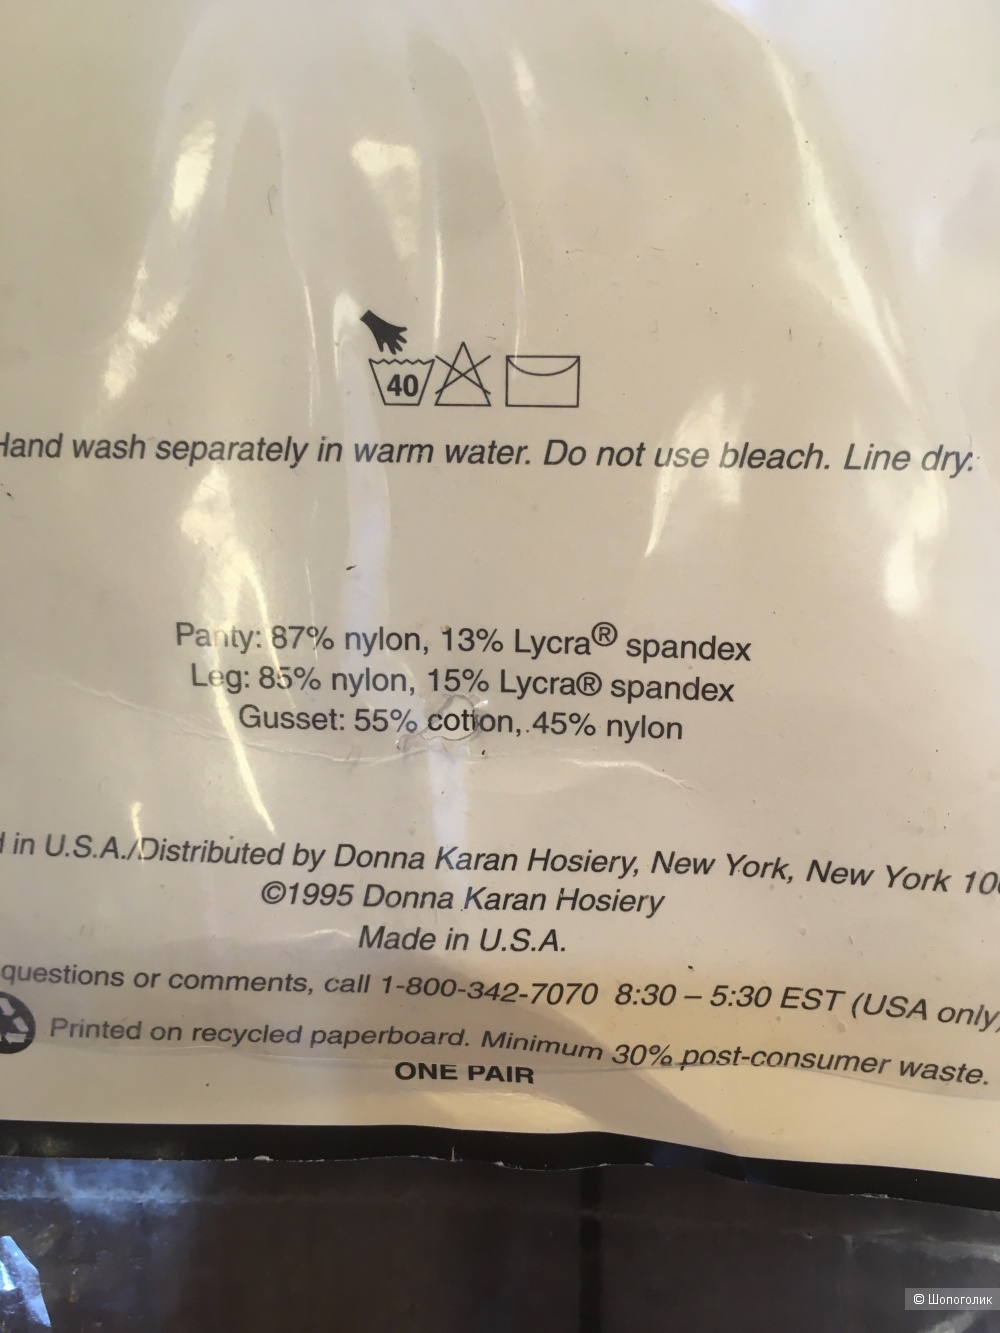 40
Hand wash separately in warm water. Do not use bleach. Line dry.
Panty: 87% nylon, 13% Lycra® spandex
Leg: 85% nylon, 15% Lycra® spandex
Gusset: 55% cotton, 45% nylon
in U.S.A./Distributed by Donna Karan Hosiery, New York, New York
©1995 Donna Karan Hosiery
Made in U.S.A.
questions or comments, call 1-800-342-7070 8:30 – 5:30 EST (USA only)
Printed on recycled paperboard. Minimum 30% post-consumer waste.
ONE PAIR
© Шопоголик